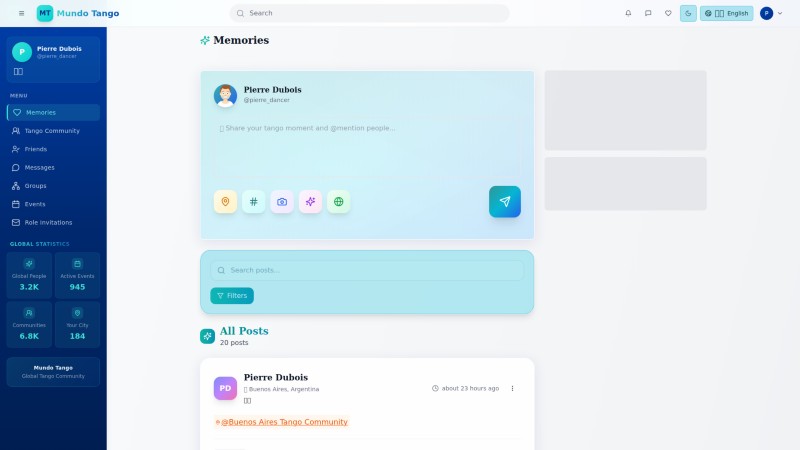 MT Mundo Tango
Search
English
P
P
Pierre Dubois
@pierre_dancer
MENU
Memories
Tango Community
Friends
Messages
Groups
Events
Role Invitations
GLOBAL STATISTICS
Global People
3.2K
Active Events
945
Communities
6.8K
Your City
184
Mundo Tango
Global Tango Community
Memories
Pierre Dubois
@pierre_dancer
Share your tango moment and @mention people...
Search posts...
Filters
All Posts
20 posts
PD
Pierre Dubois
Buenos Aires, Argentina
about 23 hours ago
@Buenos Aires Tango Community